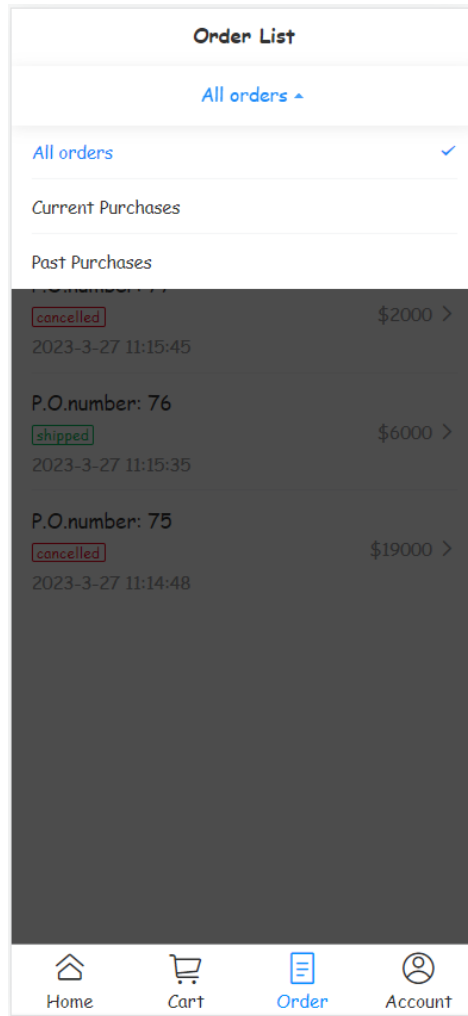 Order List
All orders
All orders
Current Purchases
Past Purchases
cancelled
$2000
2023-3-27 11:15:45
P.O.number: 76
shipped
$6000
2023-3-27 11:15:35
P.O.number: 75
cancelled
$19000
2023-3-27 11:14:48
Home
Cart
Order
Account